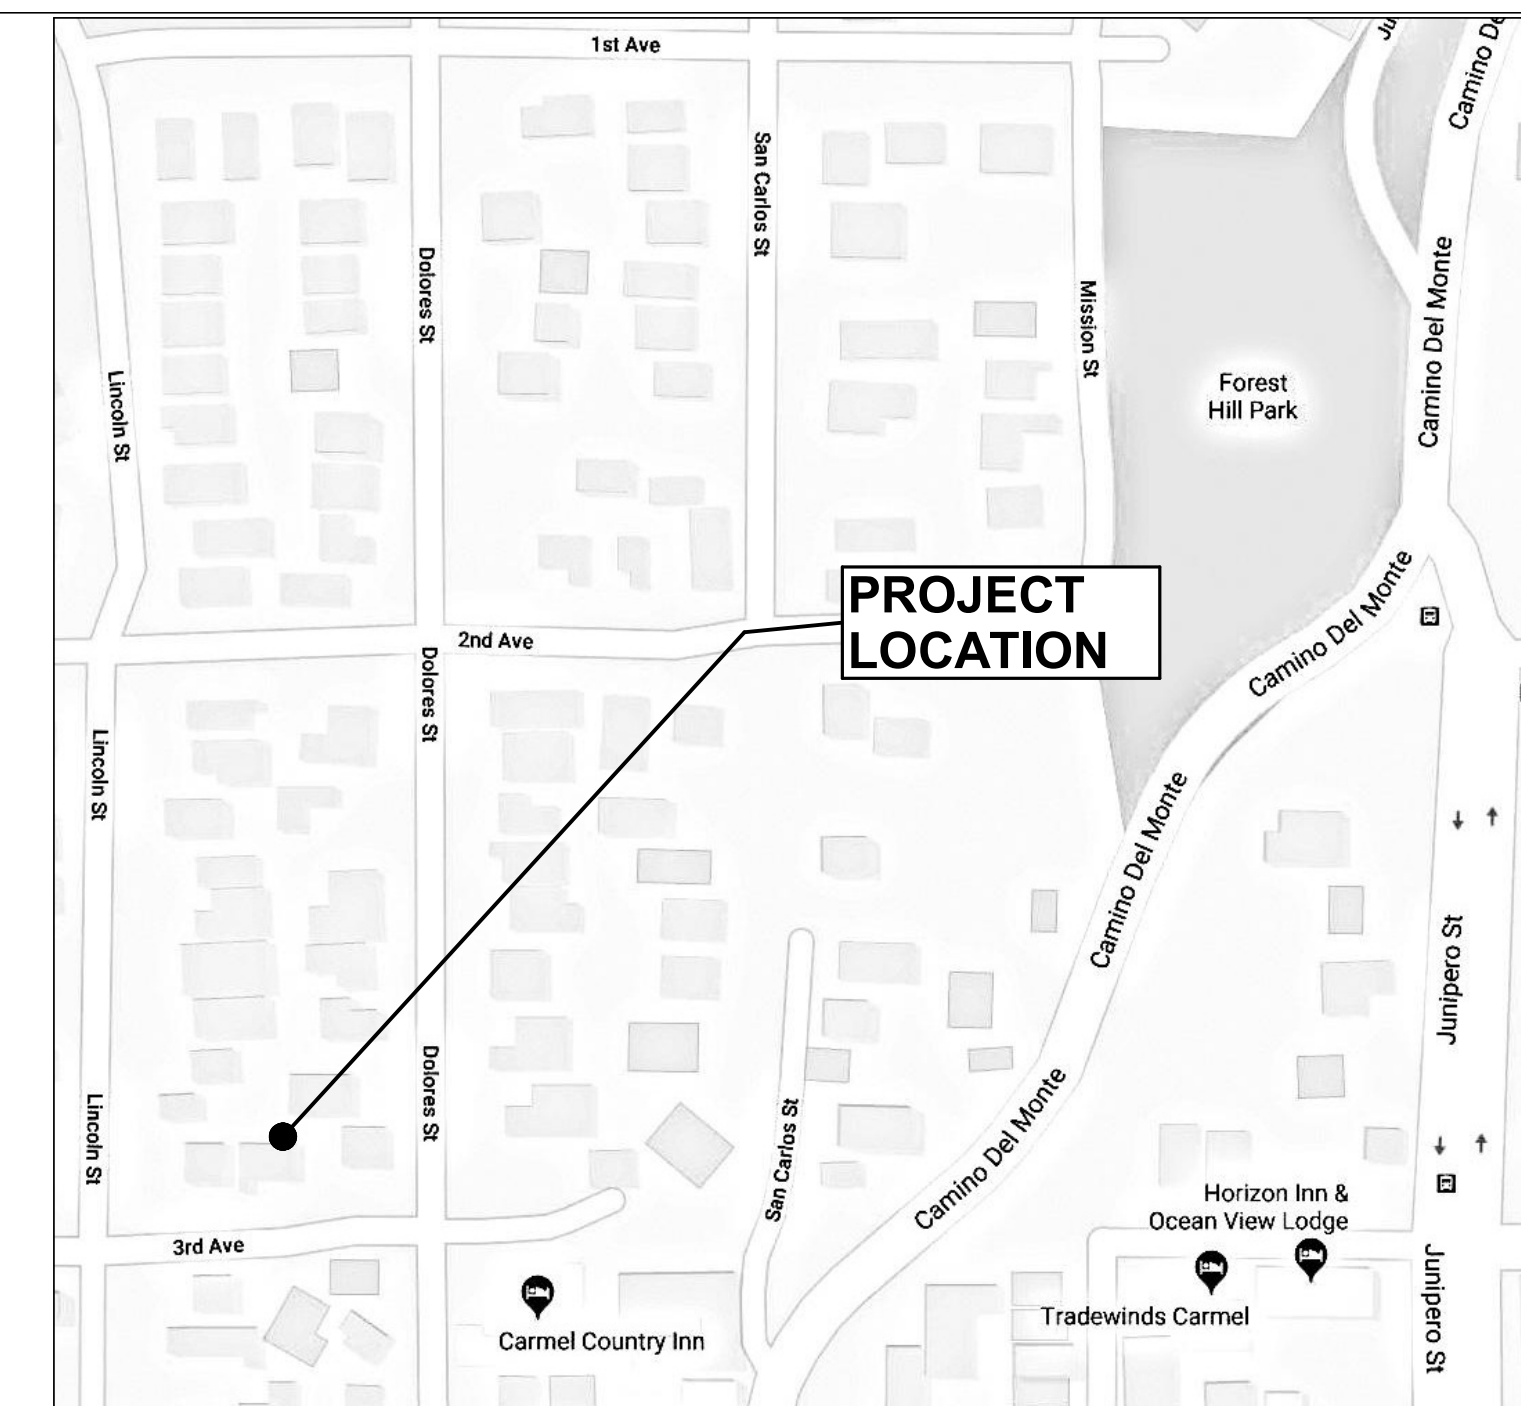 1st Ave
Ju
Camino De
San Carlos St
Dolores St
Mission St
Camino Del Monte
Lincoln St
Forest
Hill Park
PROJECT
LOCATION
2nd Ave
Camino Del Monte
Dolores St
Lincoln St
Camino Del Monte
Junipero St
Dolores St
Lincoln St
San Carlos St
Camino Del Monte
Horizon Inn &
Ocean View Lodge
3rd Ave
Junipero St
Tradewinds Carmel
Carmel Country Inn